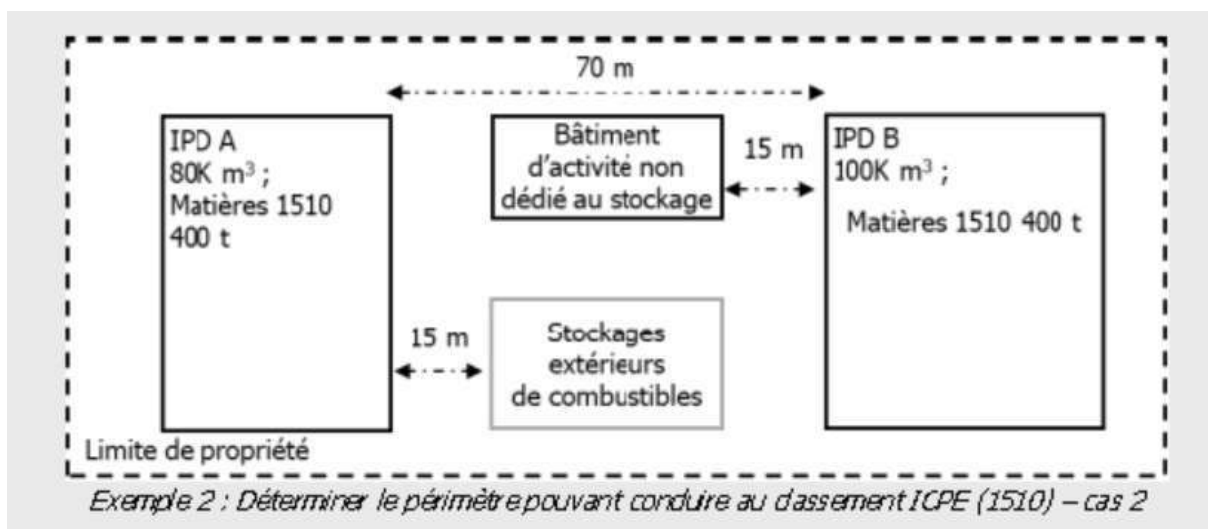 70 m
IPD A
80K m³ ;
Matières 1510
400 t
Bâtiment
d'activité non
dédié au stockage
15 m
IPD B
100K m³ ;
Matières 1510 400 t
15 m
Stockages
extérieurs
de combustibles
Limite de propriété
Exemple 2 : Déterminer le périmètre pouvant conduire au classement ICPE (1510) – cas 2